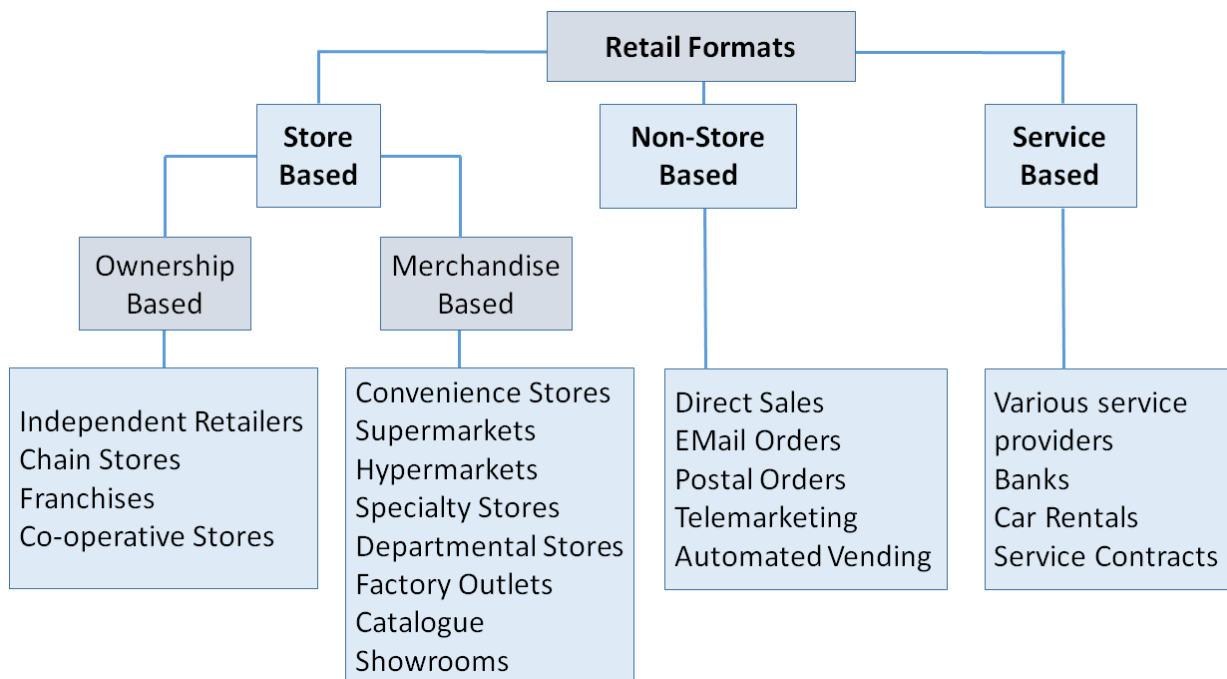 Retail Formats
Store
Based
Non-Store
Based
Service
Based
Ownership
Based
Merchandise
Based
Independent Retailers
Chain Stores
Franchises
Co-operative Stores
Convenience Stores
Supermarkets
Hypermarkets
Specialty Stores
Departmental Stores
Factory Outlets
Catalogue
Showrooms
Direct Sales
EMail Orders
Postal Orders
Telemarketing
Automated Vending
Various service
providers
Banks
Car Rentals
Service Contracts